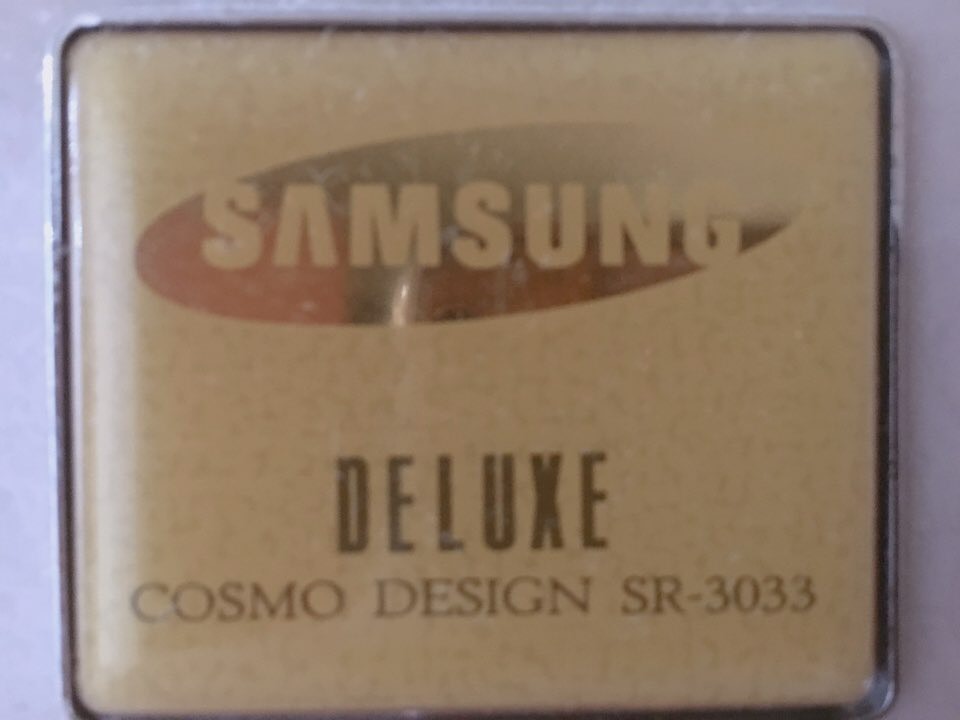 SAMSUNG
DELUXE
COSMO DESIGN SR-3033